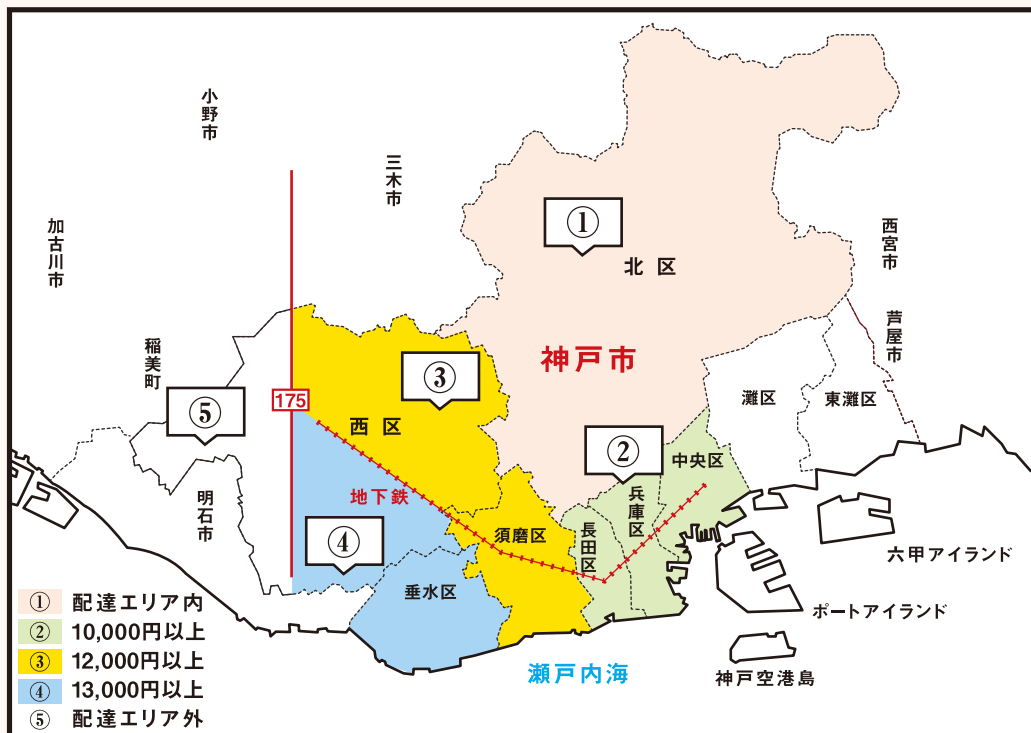 小野市
三木市
加古川市
①
北区
西宮市
芦屋市
稲美町
神戸市
③
灘区
東灘区
175
⑤
西区
②
中央区
地下鉄
兵庫区
明石市
須磨区
長田区
④
垂水区
六甲アイランド
ポートアイランド
瀬戸内海
神戸空港島
① 配達エリア内
② 10,000円以上
③ 12,000円以上
④ 13,000円以上
⑤ 配達エリア外